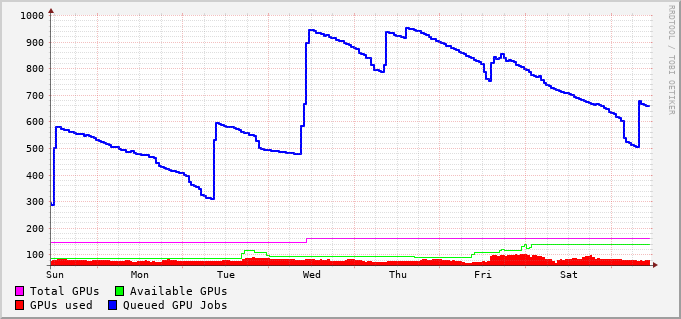 1000
900
800
700
600
500
400
300
200
100
Sun Mon Tue Wed Thu Fri Sat
Total GPUs Available GPUs
GPUs used Queued GPU Jobs
RRDTOOL / TOBI OETIKER